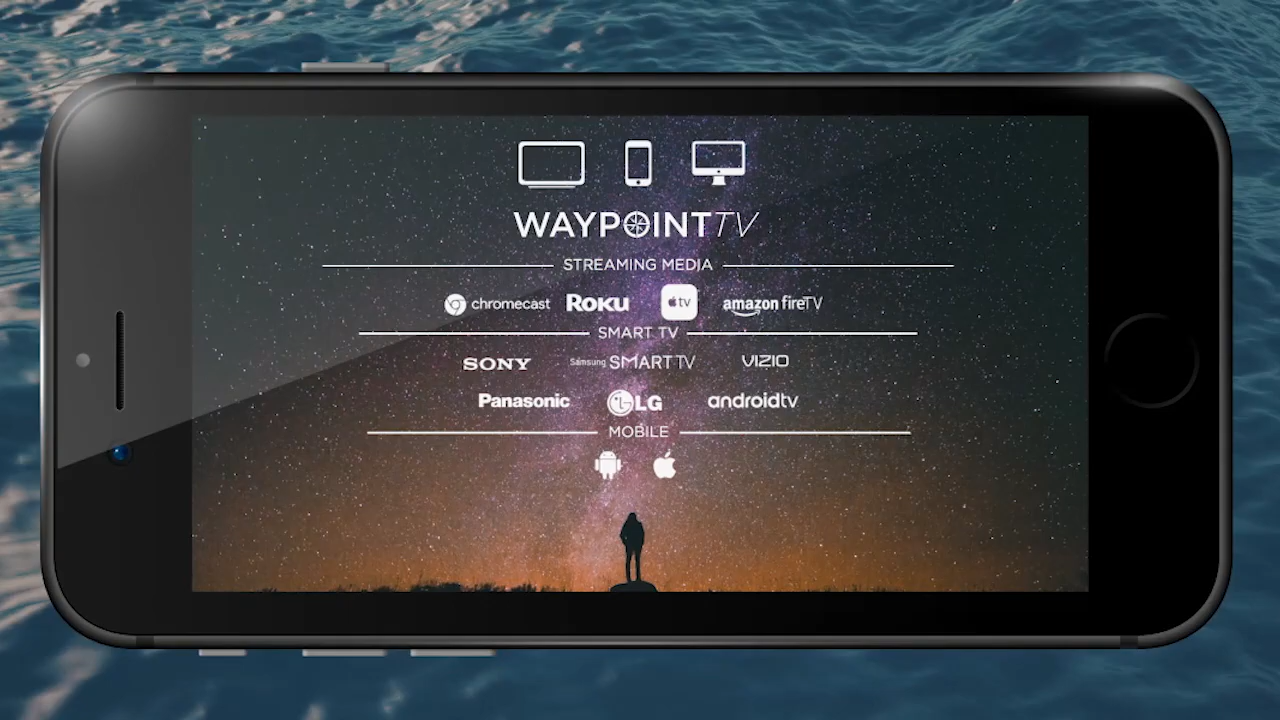 WAYPOINTTV
STREAMING MEDIA
chromecast ROKU tv amazon fireTV
SMART TV
SONY Samsung SMART TV VIZIO
Panasonic LG androidtv
MOBILE